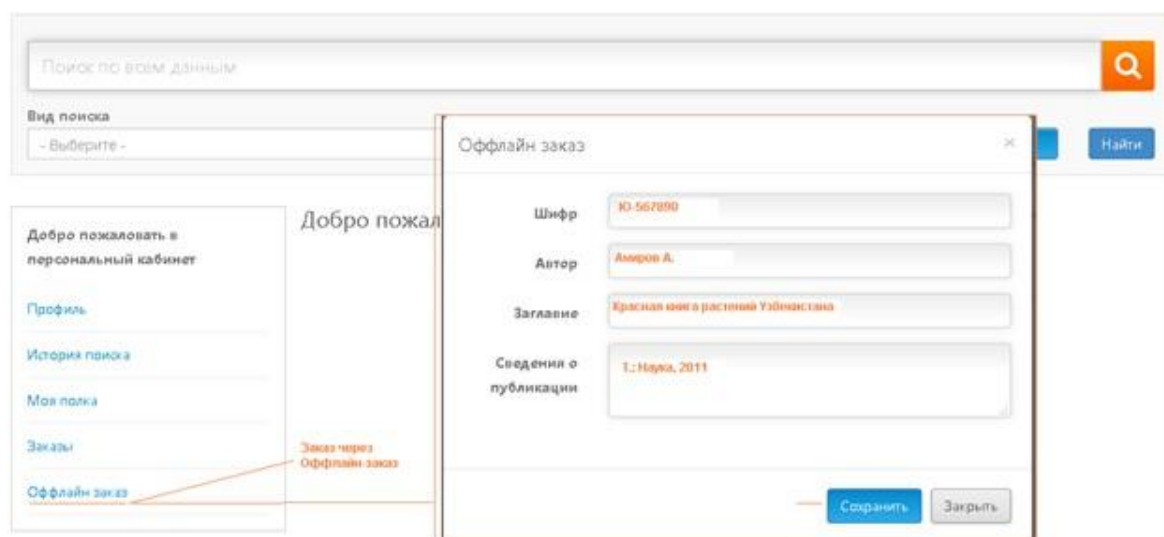 Поиск по всем данным
Вид поиска
- Выберите -
Найти
Добро пожаловать в
персональный кабинет
Профиль
История поиска
Моя полка
Заказы
Оффлайн заказ
Добро пожал
Заказ через
Оффлайн заказ
Оффлайн заказ
×
Шифр
Ю-567890
Автор
Амиров А.
Заглавие
Красная книга растений Узбекистана
Сведения о
публикации
Т.: Наука, 2011
Сохранить
Закрыть